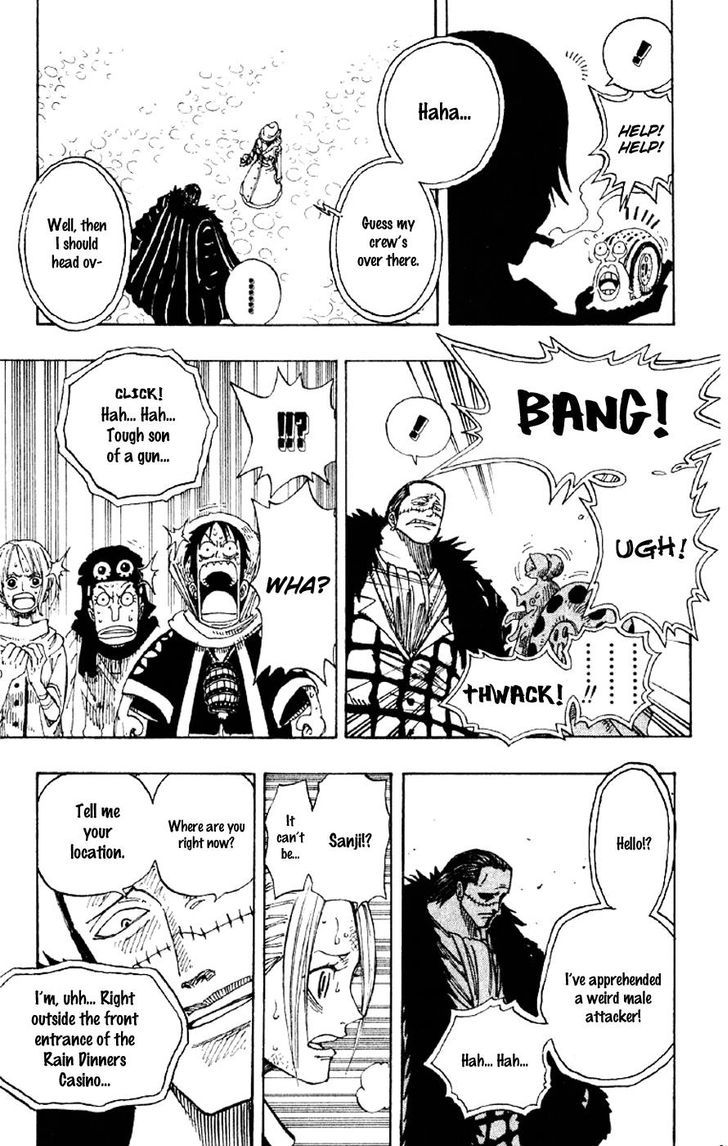 !
HELP!
HELP!
Haha...
Guess my
crew's
over there.
......
Well, then
I should
head ov-
BANG!
!
UGH!
THWACK!
!!
......
!!!?
WHA?
CLICK!
Hah... Hah...
Tough son
of a gun...
Hello!?
I've apprehended
a weird male
attacker!
Hah... Hah...
Sanji!?
It
can't
be...
Where are you
right now?
Tell me
your
location.
I'm, uhh... Right
outside the front
entrance of the
Rain Dinners
Casino...